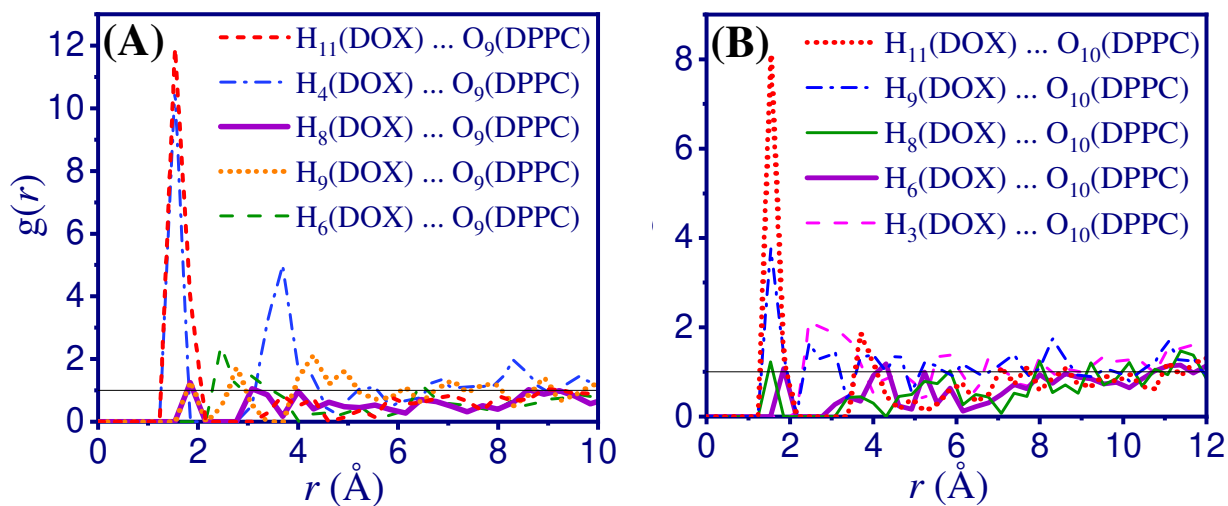 (A)
H₁₁(DOX) ... O₉(DPPC)
H₄(DOX) ... O₉(DPPC)
H₈(DOX) ... O₉(DPPC)
H₉(DOX) ... O₉(DPPC)
H₆(DOX) ... O₉(DPPC)
g(r)
12
10
8
6
4
2
0
0 2 4 6 8 10
r (Å)
(B)
H₁₁(DOX) ... O₁₀(DPPC)
H₉(DOX) ... O₁₀(DPPC)
H₈(DOX) ... O₁₀(DPPC)
H₆(DOX) ... O₁₀(DPPC)
H₃(DOX) ... O₁₀(DPPC)
8
6
4
2
0
0 2 4 6 8 10 12
r (Å)